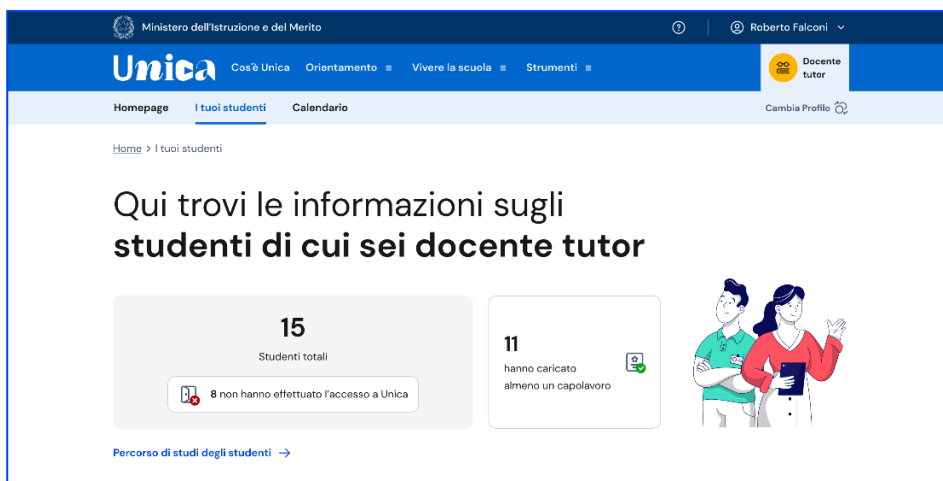 Ministero dell'Istruzione e del Merito
Roberto Falconi
Unica
Cos'è Unica
Orientamento
Vivere la scuola
Strumenti
Docente
tutor
Homepage
I tuoi studenti
Calendario
Cambia Profilo
Home > I tuoi studenti
Qui trovi le informazioni sugli
studenti di cui sei docente tutor
15
Studenti totali
8 non hanno effettuato l'accesso a Unica
11
hanno caricato
almeno un capolavoro
Percorso di studi degli studenti →